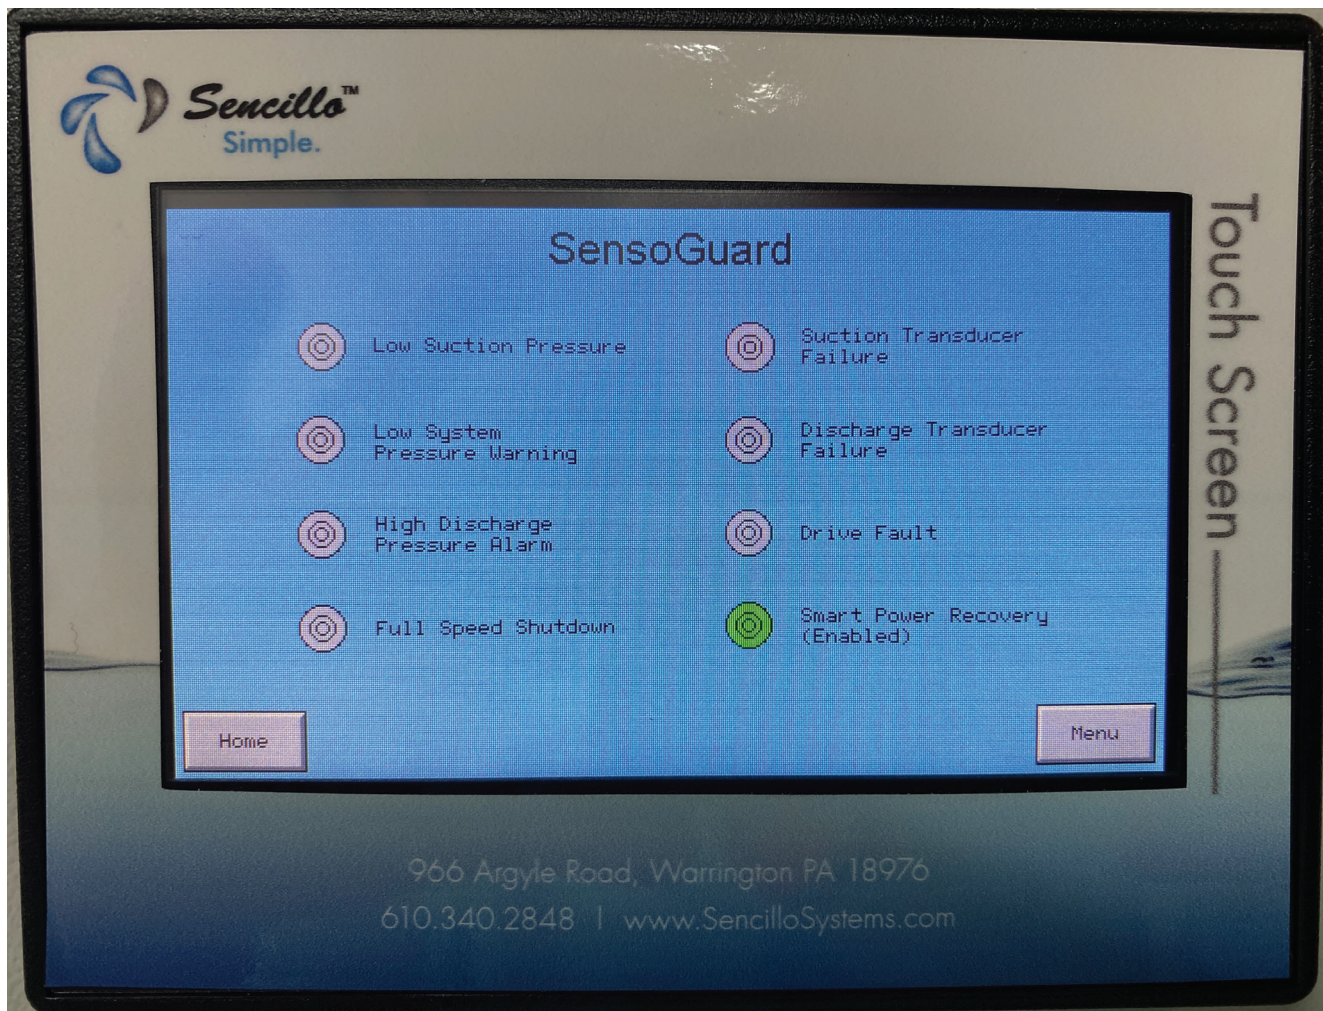 Sencillo™
Simple.
SensoGuard
Low Suction Pressure
Suction Transducer
Failure
Low System
Pressure Warning
Discharge Transducer
Failure
High Discharge
Pressure Alarm
Drive Fault
Full Speed Shutdown
Smart Power Recovery
(Enabled)
Home
Menu
Touch Screen
966 Argyle Road, Warrington PA 18976
610.340.2848 | www.SencilloSystems.com